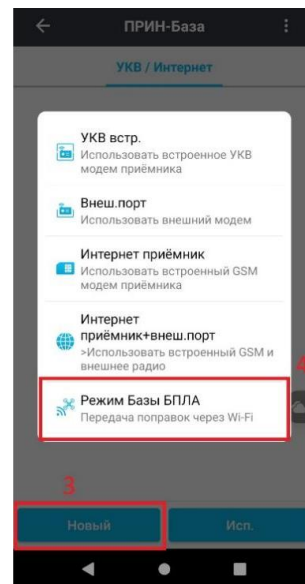 ПРИН-База
УКВ / Интернет
УКВ встр.
Использовать встроенное УКВ
модем приёмника
Внеш.порт
Использовать внешний модем
Интернет приёмник
Использовать встроенный GSM
модем приёмника
Интернет
приёмник+внеш.порт
>Использовать встроенный GSM и
внешнее радио
Режим Базы БПЛА
Передача поправок через Wi-Fi
4
3
Новый
Исп.